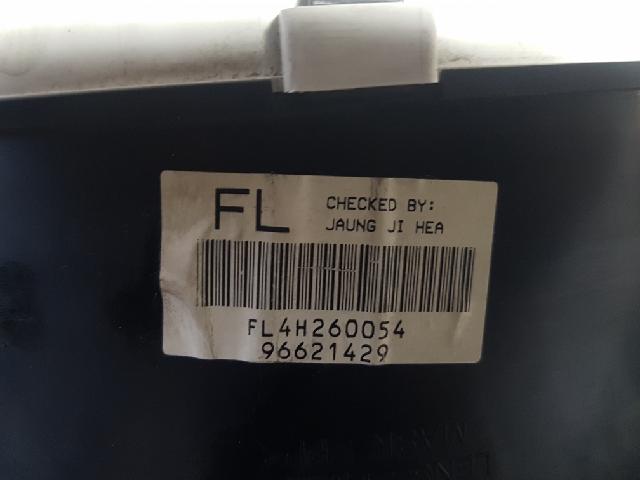 FL
CHECKED BY:
JAUNG JI HEA
FL4H260054
96621429